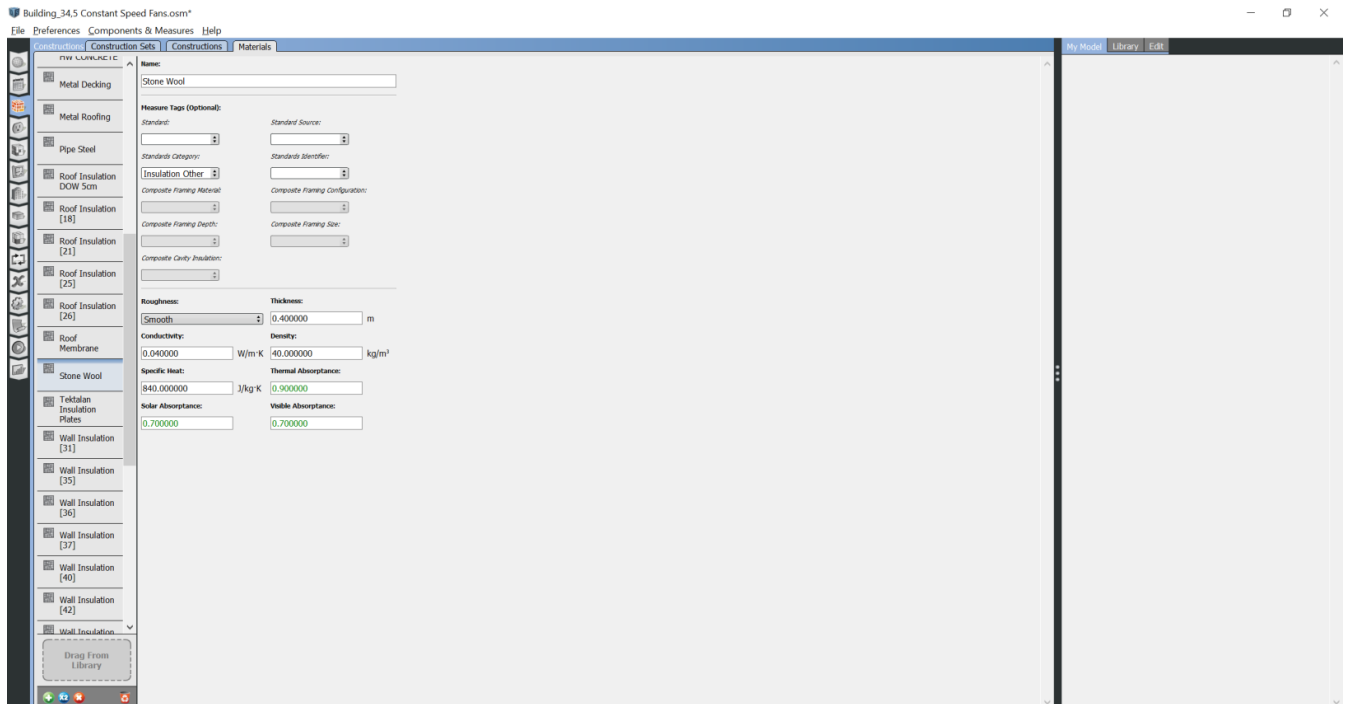 Building_34,5 Constant Speed Fans.osm*
File Preferences Components & Measures Help
Constructions Construction Sets Constructions Materials
My Model Library Edit
HW CONCRETE
Metal Decking
Metal Roofing
Pipe Steel
Roof Insulation
DOW 5cm
Roof Insulation
[18]
Roof Insulation
[21]
Roof Insulation
[25]
Roof Insulation
[26]
Roof
Membrane
Stone Wool
Tektalan
Insulation
Plates
Wall Insulation
[31]
Wall Insulation
[35]
Wall Insulation
[36]
Wall Insulation
[37]
Wall Insulation
[40]
Wall Insulation
[42]
Wall Insulation
Drag From
Library
x2
Name:
Stone Wool
Measure Tags (Optional):
Standard: Standard Source:
Standards Category: Standards Identifier:
Insulation Other
Composite Framing Material: Composite Framing Configuration:
Composite Framing Depth: Composite Framing Size:
Composite Cavity Insulation:
Roughness: Thickness:
Smooth 0.400000 m
Conductivity: Density:
0.040000 W/m·K 40.000000 kg/m³
Specific Heat: Thermal Absorptance:
840.000000 J/kg·K 0.900000
Solar Absorptance: Visible Absorptance:
0.700000 0.700000